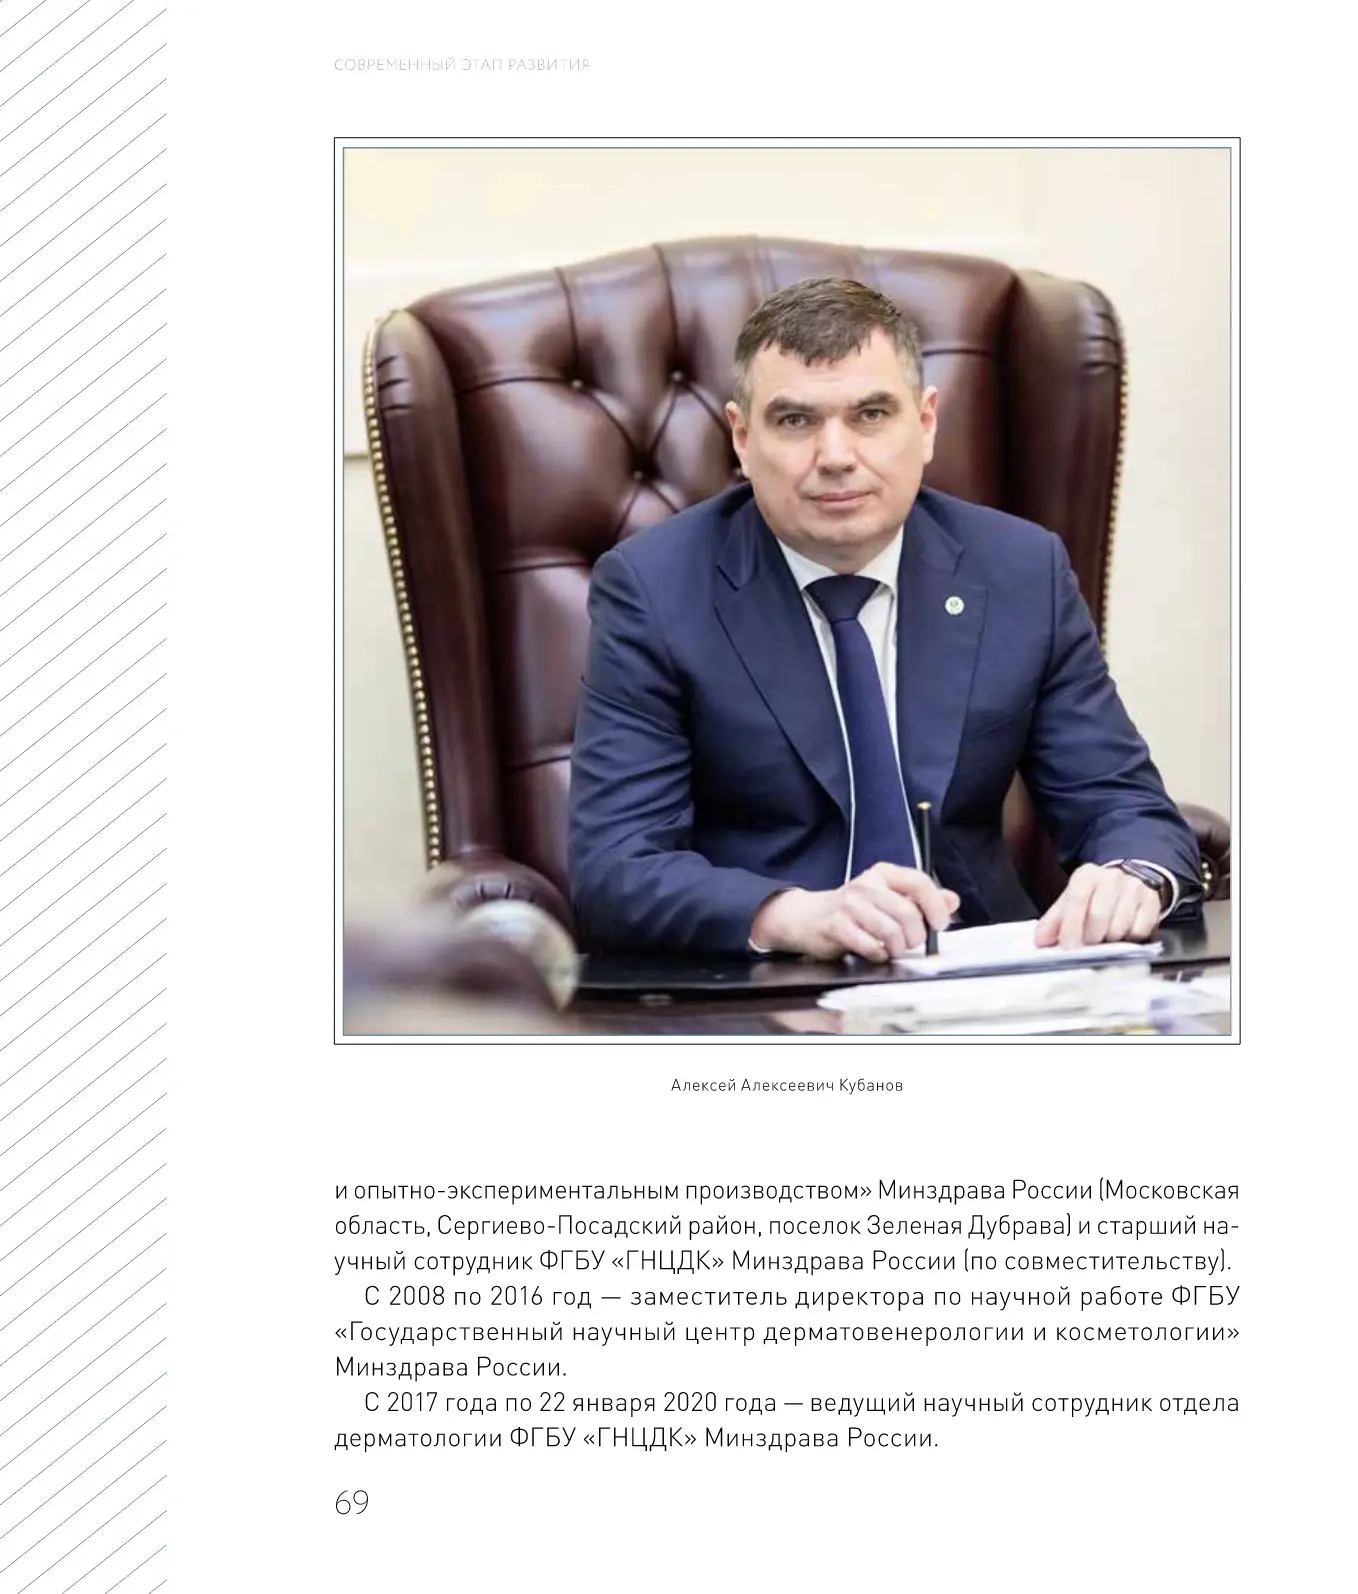 СОВРЕМЕННЫЙ ЭТАП РАЗВИТИЯ
Алексей Алексеевич Кубанов
и опытно-экспериментальным производством» Минздрава России (Московская
область, Сергиево-Посадский район, поселок Зеленая Дубрава) и старший на-
учный сотрудник ФГБУ «ГНЦДК» Минздрава России (по совместительству).
С 2008 по 2016 год — заместитель директора по научной работе ФГБУ
«Государственный научный центр дерматовенерологии и косметологии»
Минздрава России.
С 2017 года по 22 января 2020 года — ведущий научный сотрудник отдела
дерматологии ФГБУ «ГНЦДК» Минздрава России.
69